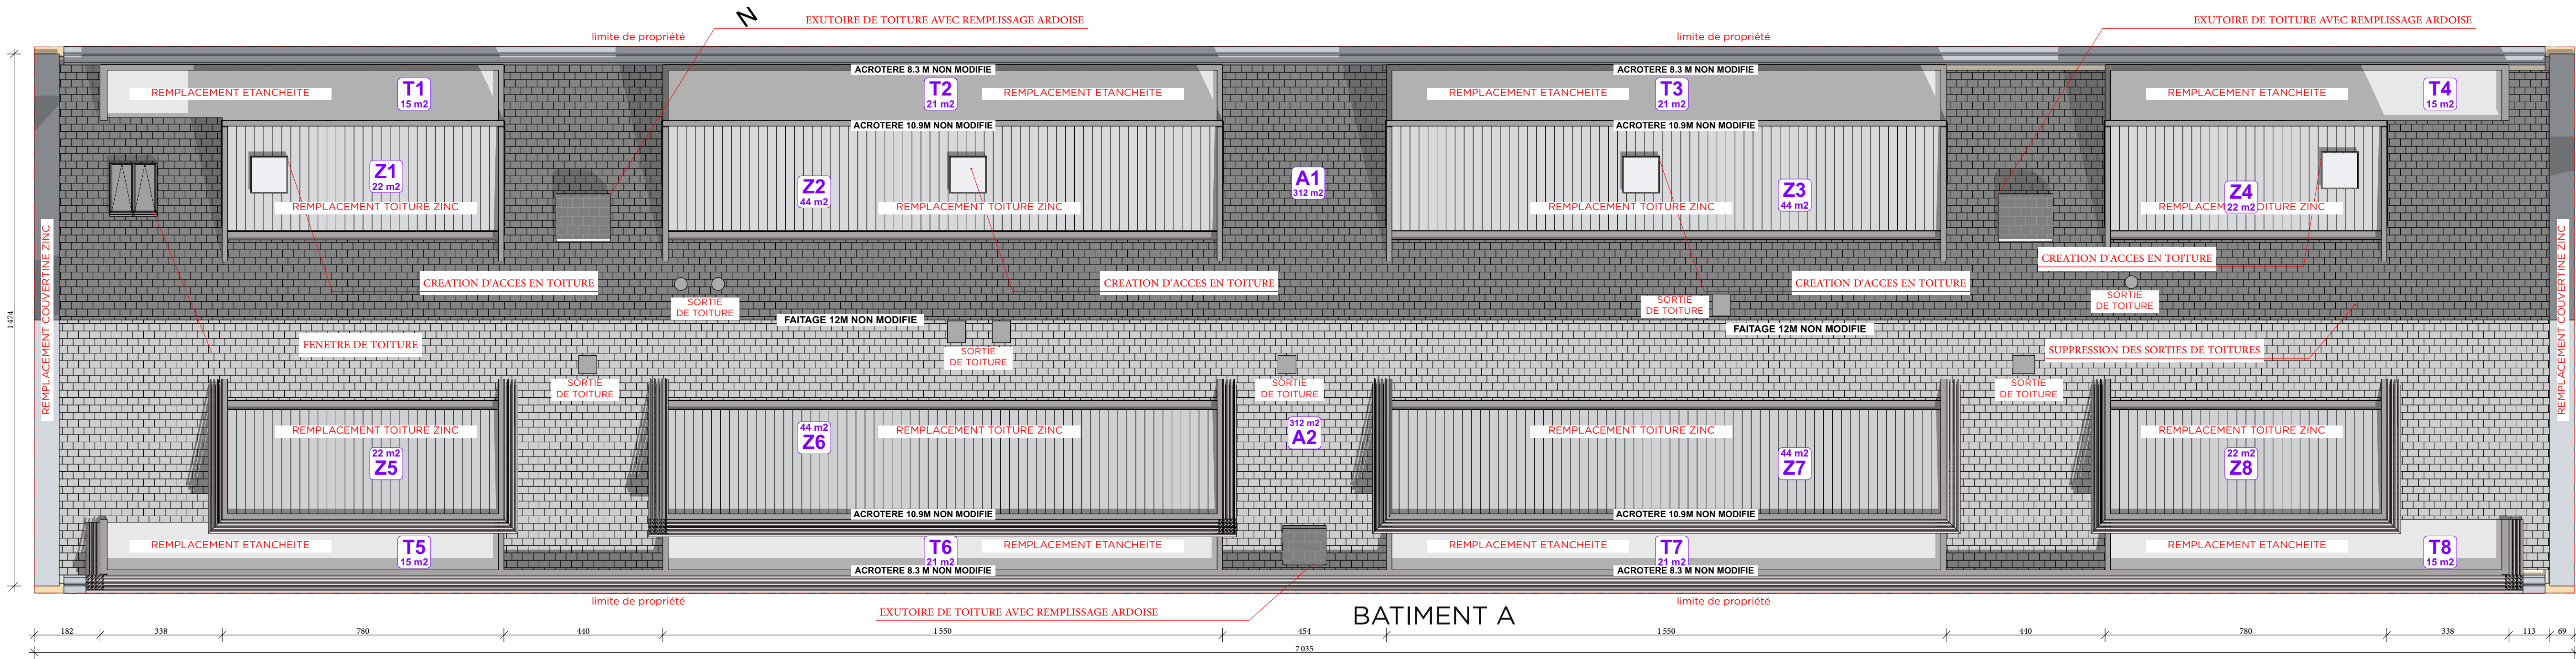 N
EXUTOIRE DE TOITURE AVEC REMPLISSAGE ARDOISE
EXUTOIRE DE TOITURE AVEC REMPLISSAGE ARDOISE
limite de propriété
limite de propriété
ACROTERE 8.3 M NON MODIFIE
ACROTERE 8.3 M NON MODIFIE
REMPLACEMENT ETANCHEITE
T1
15 m2
T2
21 m2
REMPLACEMENT ETANCHEITE
REMPLACEMENT ETANCHEITE
T3
21 m2
REMPLACEMENT ETANCHEITE
T4
15 m2
ACROTERE 10.9M NON MODIFIE
ACROTERE 10.9M NON MODIFIE
Z1
22 m2
REMPLACEMENT TOITURE ZINC
Z2
44 m2
REMPLACEMENT TOITURE ZINC
A1
312 m2
REMPLACEMENT TOITURE ZINC
Z3
44 m2
Z4
22 m2
REMPLACEMENT TOITURE ZINC
REMPLACEMENT COUVERTINE ZINC
REMPLACEMENT COUVERTINE ZINC
1 474
CREATION D'ACCES EN TOITURE
CREATION D'ACCES EN TOITURE
CREATION D'ACCES EN TOITURE
CREATION D'ACCES EN TOITURE
SORTIE
DE TOITURE
SORTIE
DE TOITURE
SORTIE
DE TOITURE
FAITAGE 12M NON MODIFIE
FAITAGE 12M NON MODIFIE
FENETRE DE TOITURE
SORTIE
DE TOITURE
SUPPRESSION DES SORTIES DE TOITURES
SORTIE
DE TOITURE
SORTIE
DE TOITURE
SORTIE
DE TOITURE
REMPLACEMENT TOITURE ZINC
22 m2
Z5
44 m2
Z6
REMPLACEMENT TOITURE ZINC
312 m2
A2
REMPLACEMENT TOITURE ZINC
44 m2
Z7
REMPLACEMENT TOITURE ZINC
22 m2
Z8
ACROTERE 10.9M NON MODIFIE
ACROTERE 10.9M NON MODIFIE
REMPLACEMENT ETANCHEITE
T5
15 m2
T6
21 m2
REMPLACEMENT ETANCHEITE
REMPLACEMENT ETANCHEITE
T7
21 m2
REMPLACEMENT ETANCHEITE
T8
15 m2
ACROTERE 8.3 M NON MODIFIE
ACROTERE 8.3 M NON MODIFIE
limite de propriété
limite de propriété
EXUTOIRE DE TOITURE AVEC REMPLISSAGE ARDOISE
BATIMENT A
182 338 780 440 1 550 454 1 550 440 780 338 113 69
7 035